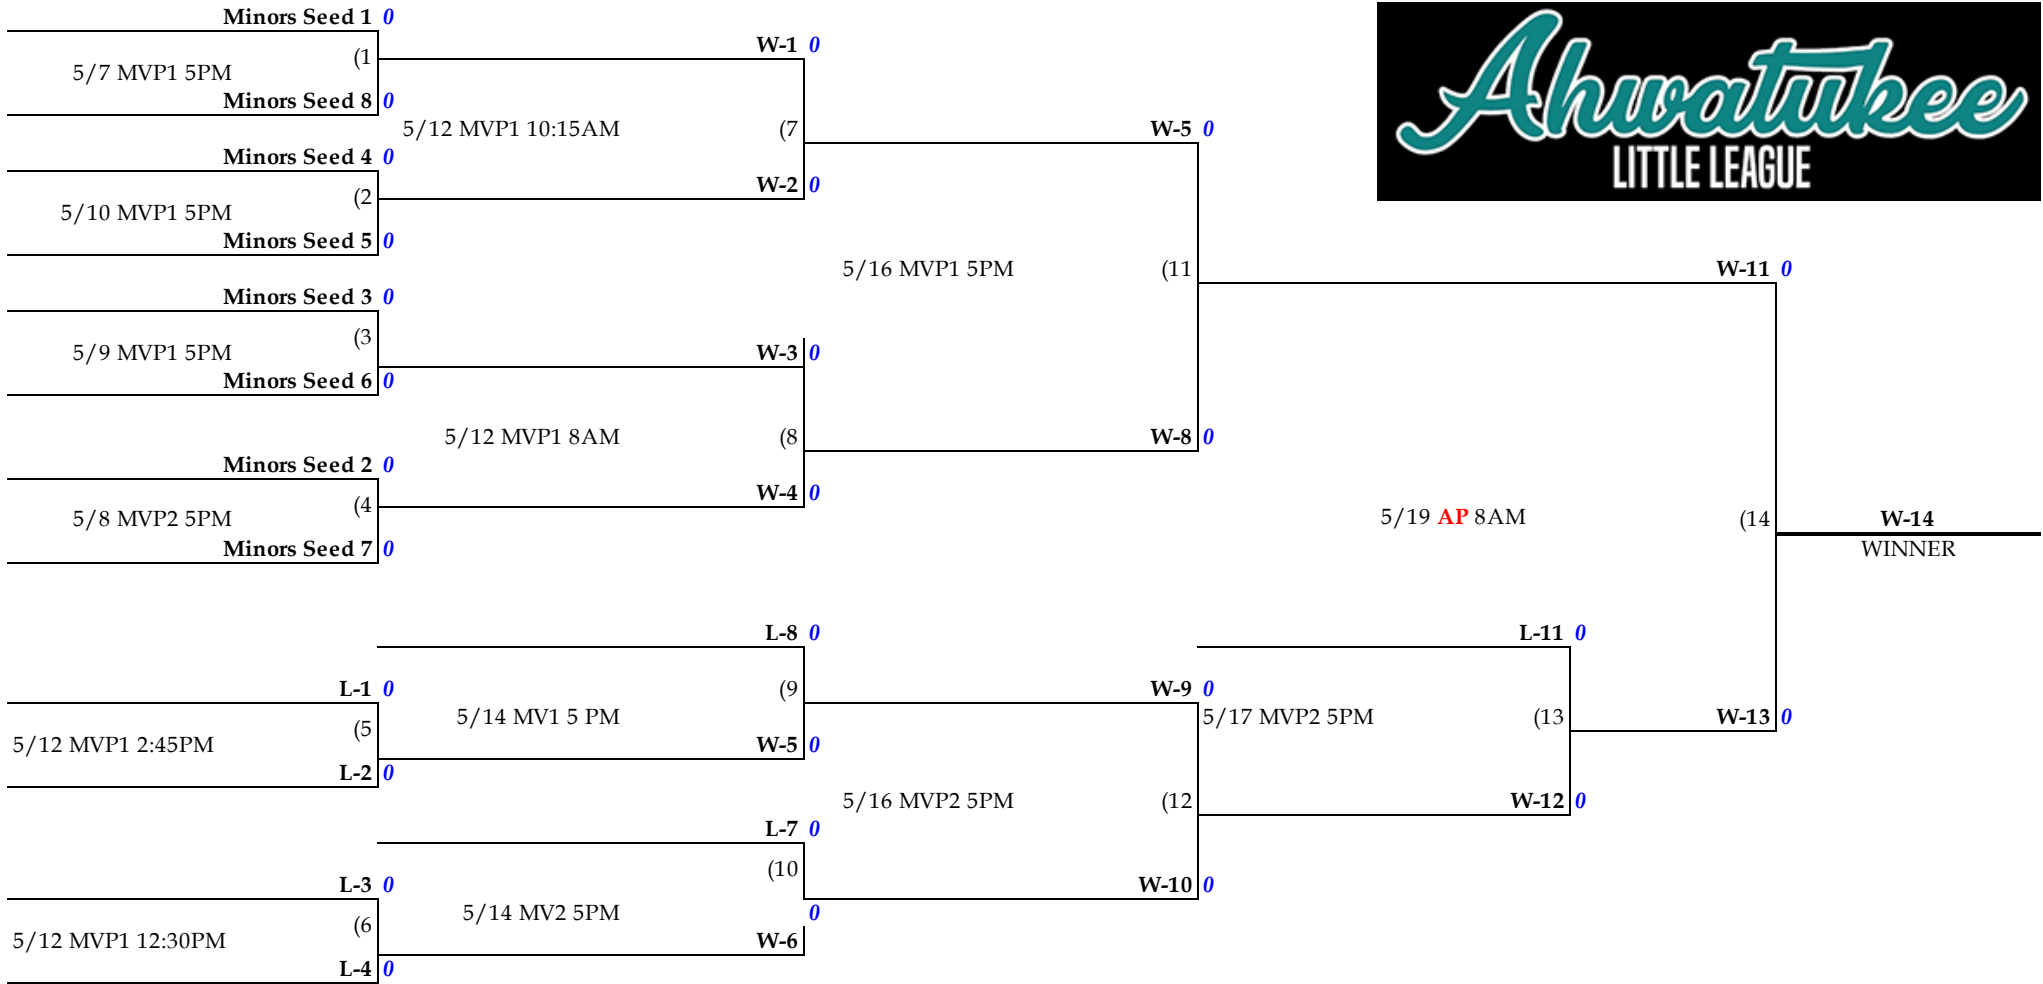 Minors Seed 1 0
W-1 0
(1
5/7 MVP1 5PM
Minors Seed 8 0
5/12 MVP1 10:15AM (7
W-5 0
Ahwatukee
LITTLE LEAGUE
Minors Seed 4 0
W-2 0
(2
5/10 MVP1 5PM
Minors Seed 5 0
5/16 MVP1 5PM (11
W-11 0
Minors Seed 3 0
(3
5/9 MVP1 5PM
W-3 0
Minors Seed 6 0
5/12 MVP1 8AM (8
W-8 0
Minors Seed 2 0
W-4 0
(4
5/8 MVP2 5PM
5/19 AP 8AM (14
W-14
Minors Seed 7 0
WINNER
L-8 0
L-11 0
L-1 0
(9
W-9 0
5/14 MV1 5 PM
5/17 MVP2 5PM (13
W-13 0
(5
5/12 MVP1 2:45PM
W-5 0
L-2 0
5/16 MVP2 5PM (12
W-12 0
L-7 0
(10
L-3 0
W-10 0
5/14 MV2 5PM
0
(6
5/12 MVP1 12:30PM
W-6
L-4 0